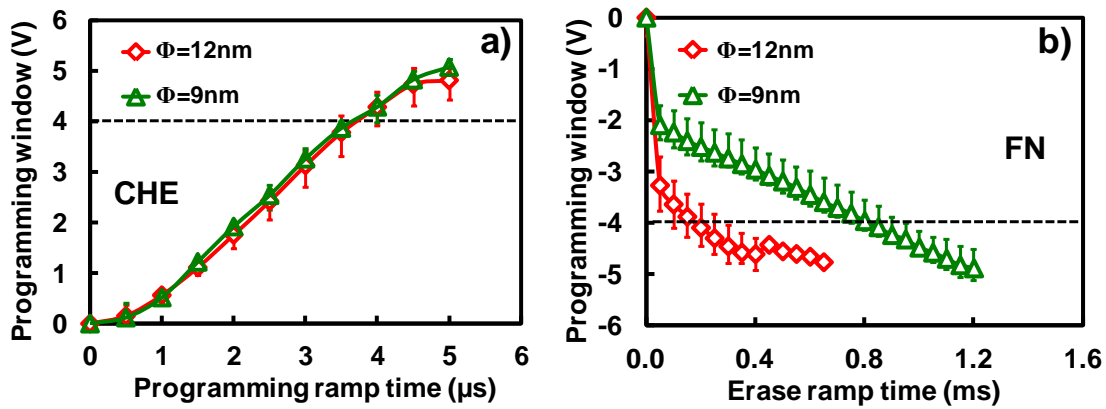 a)
Programming window (V)
6
5
4
3
2
1
0
Φ=12nm
Φ=9nm
CHE
0 1 2 3 4 5 6
Programming ramp time (µs)
b)
Programming window (V)
0
-1
-2
-3
-4
-5
-6
Φ=12nm
Φ=9nm
FN
0.0 0.4 0.8 1.2 1.6
Erase ramp time (ms)